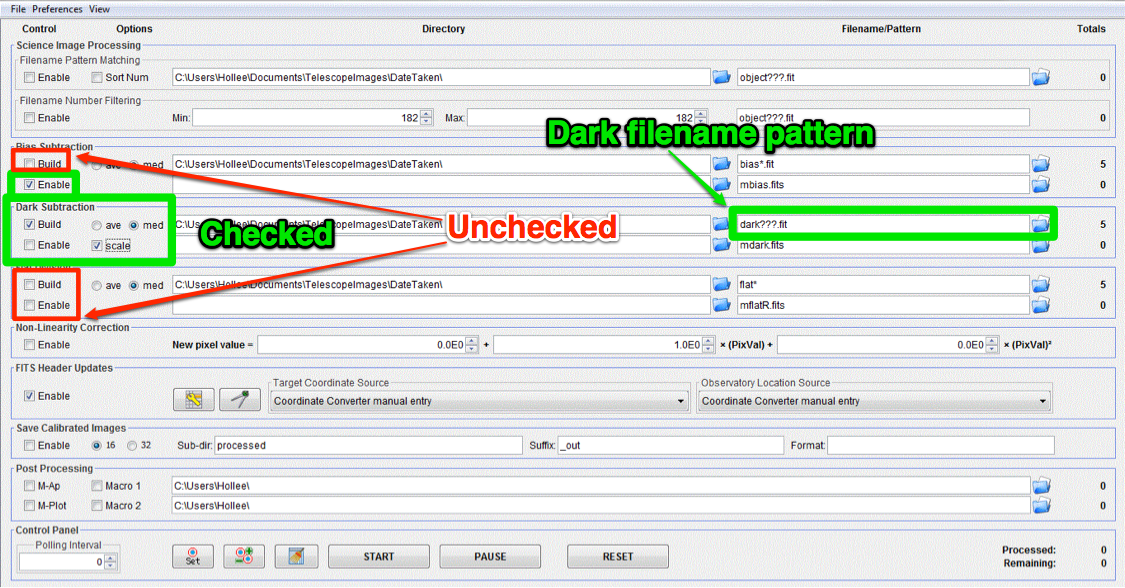 File Preferences View
Control Options Directory Filename/Pattern Totals
Science Image Processing
Filename Pattern Matching
Enable Sort Num C:\Users\Hollee\Documents\TelescopeImages\DateTaken\ object???.fit 0
Filename Number Filtering
Enable Min: 182 Max: 182 object???.fit 0
Dark filename pattern
Bias Subtraction
Build ave med C:\Users\Hollee\Documents\TelescopeImages\DateTaken\ bias*.fit 5
Enable mbias.fits 0
Dark Subtraction
Build ave med C:\Users\Hollee\Documents\TelescopeImages\DateTaken\ dark???.fit 5
Checked Unchecked
Enable scale mdark.fits 0
Build ave med C:\Users\Hollee\Documents\TelescopeImages\DateTaken\ flat* 5
Enable mflatR.fits 0
Non-Linearity Correction
Enable New pixel value = 0.0E0 + 1.0E0 × (PixVal) + 0.0E0 × (PixVal)²
FITS Header Updates
Enable Target Coordinate Source Observatory Location Source
Coordinate Converter manual entry Coordinate Converter manual entry
Save Calibrated Images
Enable 16 32 Sub-dir: processed Suffix: _out Format:
Post Processing
M-Ap Macro 1 C:\Users\Hollee\ 0
M-Plot Macro 2 C:\Users\Hollee\ 0
Control Panel
Polling Interval
0 Set START PAUSE RESET Processed: 0
Remaining: 0